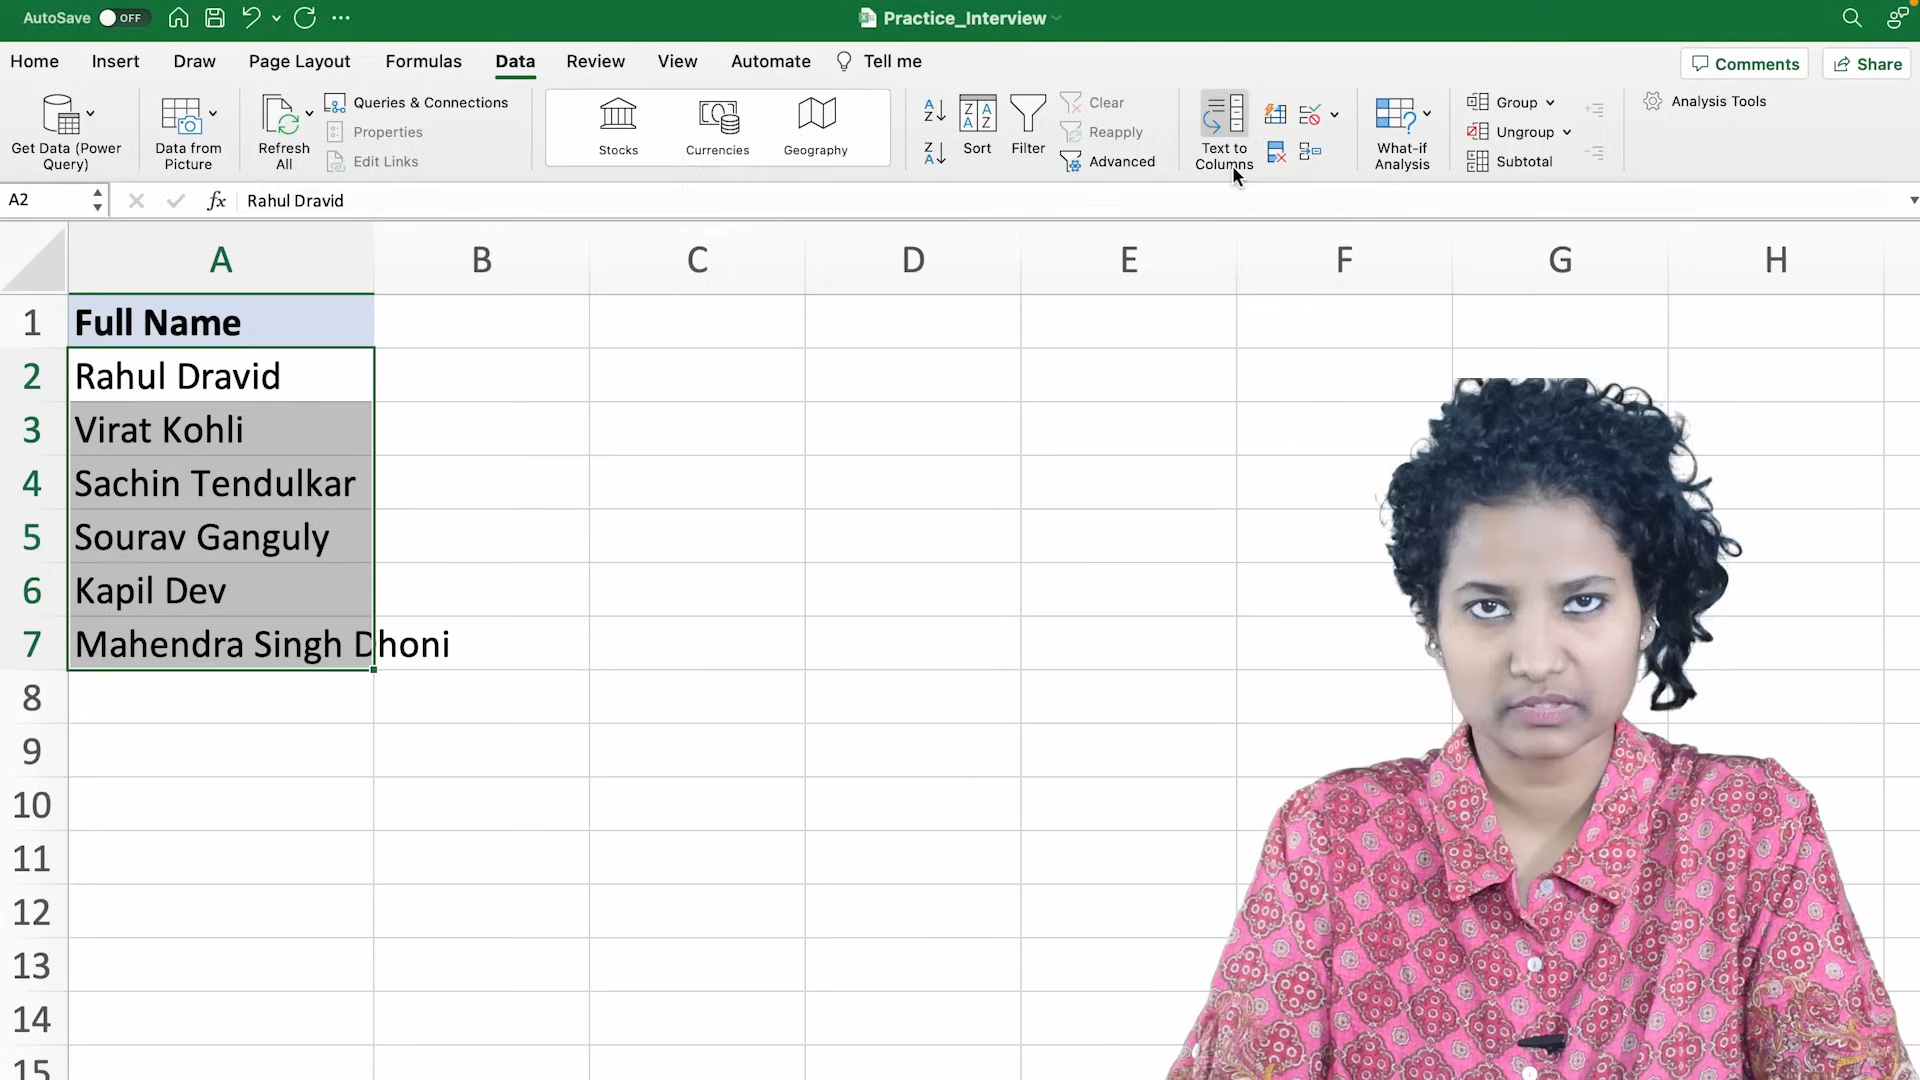 AutoSave OFF Practice_Interview
Home Insert Draw Page Layout Formulas Data Review View Automate Tell me Comments Share
Get Data (Power Query)
Data from Picture
Refresh All
Queries & Connections
Properties
Edit Links
Stocks Currencies Geography
A Z
Z A
Z A A Z
Sort
Filter
Clear
Reapply
Advanced
Text to Columns
What-if Analysis
Group
Ungroup
Subtotal
Analysis Tools
A2 fx Rahul Dravid
A B C D E F G H
1 Full Name
2 Rahul Dravid
3 Virat Kohli
4 Sachin Tendulkar
5 Sourav Ganguly
6 Kapil Dev
7 Mahendra Singh Dhoni
8
9
10
11
12
13
14
15